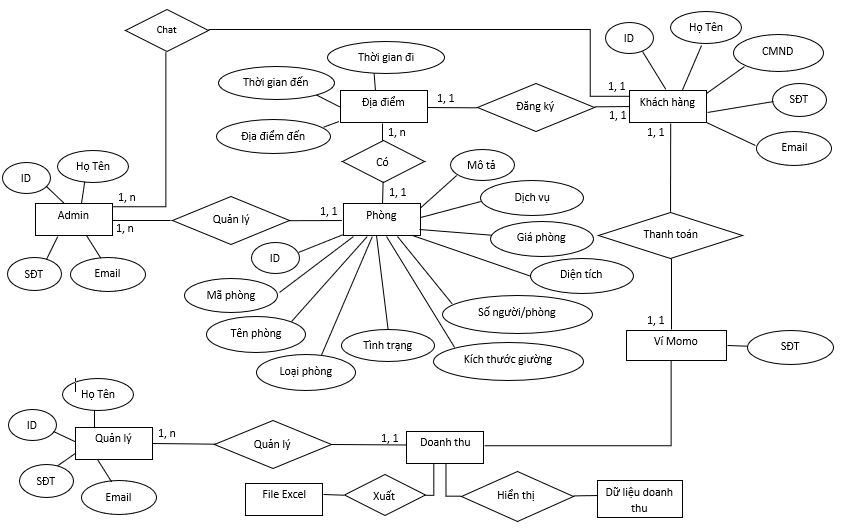 Chat
ID
Họ Tên
CMND
SĐT
Email
Khách hàng
1, 1
1, 1
1, 1
Thời gian đi
Thời gian đến
Địa điểm đến
Địa điểm
1, 1
Đăng ký
1, n
Có
1, 1
ID
Họ Tên
Admin
1, n
1, n
SĐT
Email
Quản lý
1, 1
Phòng
Mô tả
Dịch vụ
Giá phòng
Diện tích
Số người/phòng
Kích thước giường
Tình trạng
Loại phòng
Tên phòng
Mã phòng
ID
Thanh toán
1, 1
Ví Momo
SĐT
Họ Tên
ID
Quản lý
1, n
SĐT
Email
Quản lý
1, 1
Doanh thu
File Excel
Xuất
Hiển thị
Dữ liệu doanh
thu